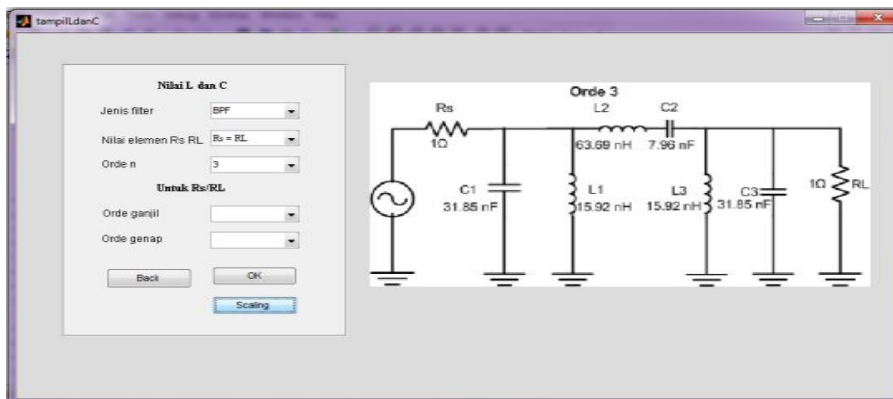 tampilLdanC
Nilai L dan C
Jenis filter
BPF
Nilai elemen Rs RL
Rs = RL
Orde n
3
Untuk Rs/RL
Orde ganjil
Orde genap
Back
OK
Scaling
Orde 3
Rs
L2
C2
1Ω
63.69 nH
7.96 nF
C1
31.85 nF
L1
15.92 nH
L3
15.92 nH
C3
31.85 nF
1Ω
RL